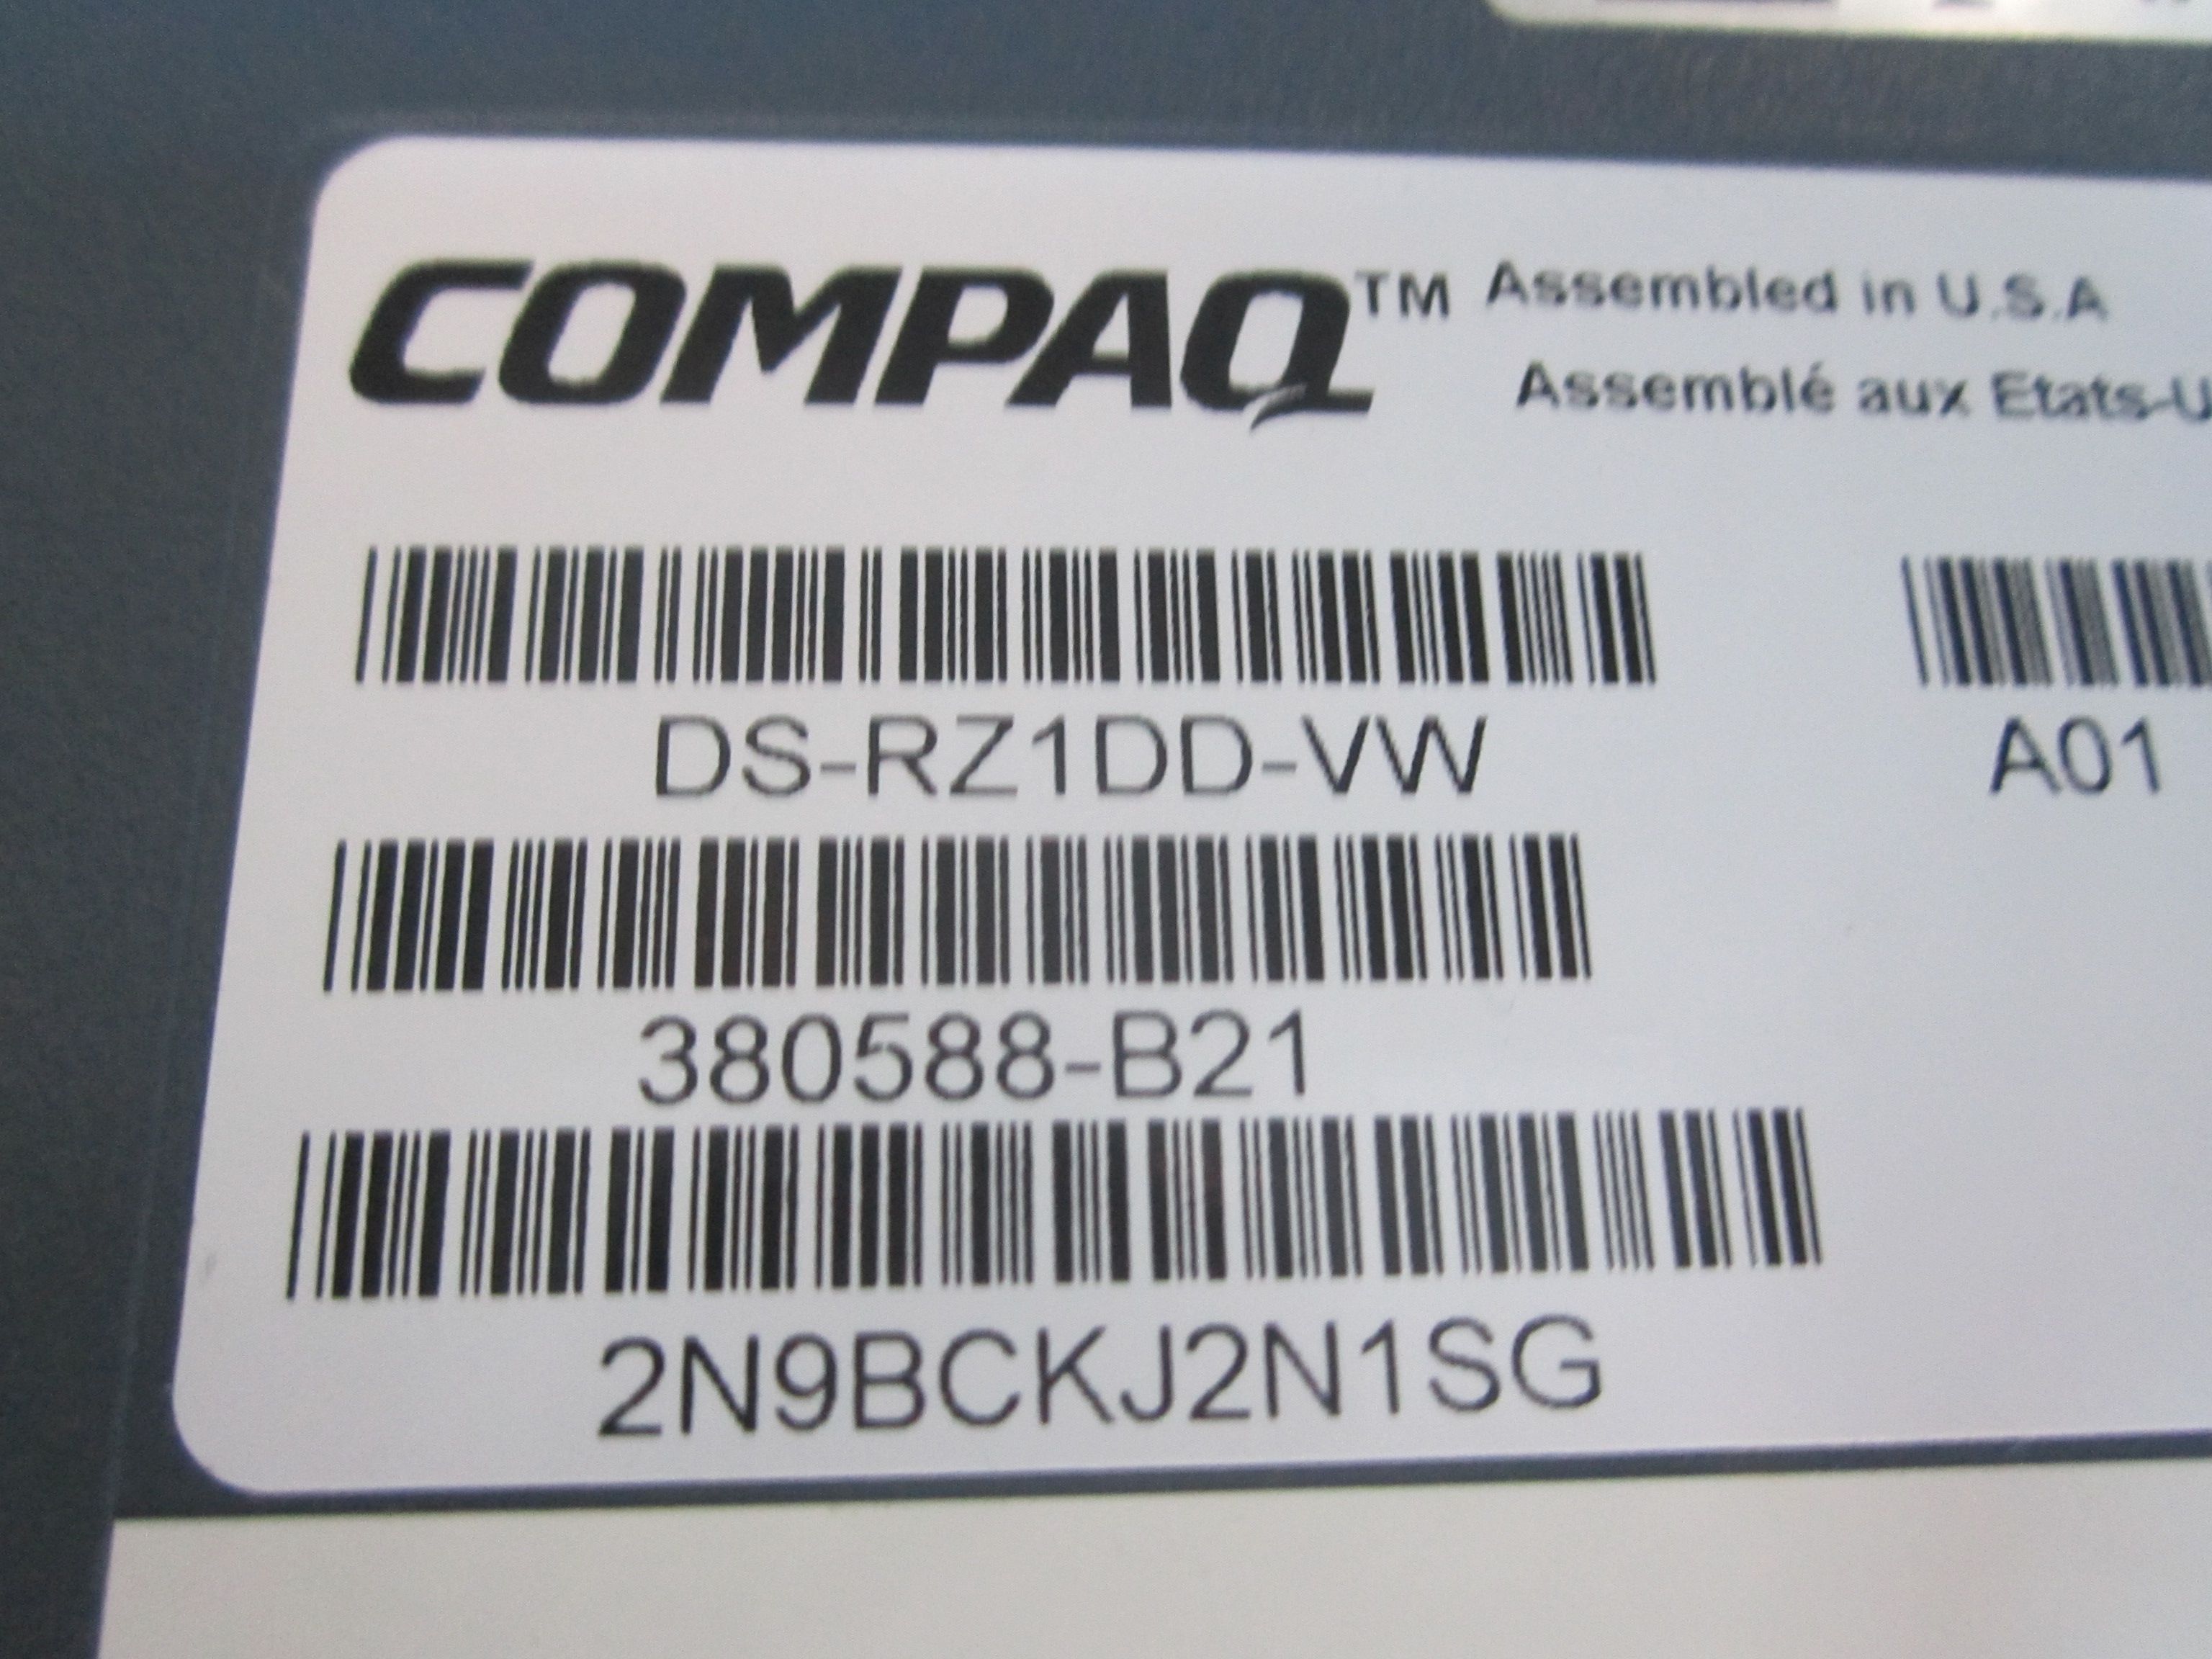 COMPAQ™ Assembled in U.S.A
Assemblé aux Etats-U
DS-RZ1DD-VW A01
380588-B21
2N9BCKJ2N1SG